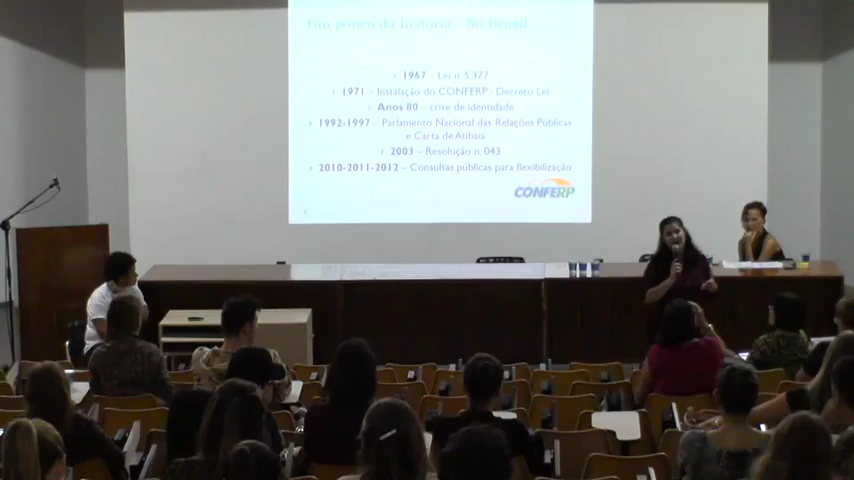 Um pouco da história - No Brasil
› 1967 - Lei n. 5.377
› 1971 - Instalação do CONFERP - Decreto Lei
› Anos 80 – crise de identidade
› 1992-1997 – Parlamento Nacional das Relações Públicas
e Carta de Atibaia
› 2003 – Resolução n. 043
› 2010-2011-2012 – Consultas públicas para flexibilização
CONFERP